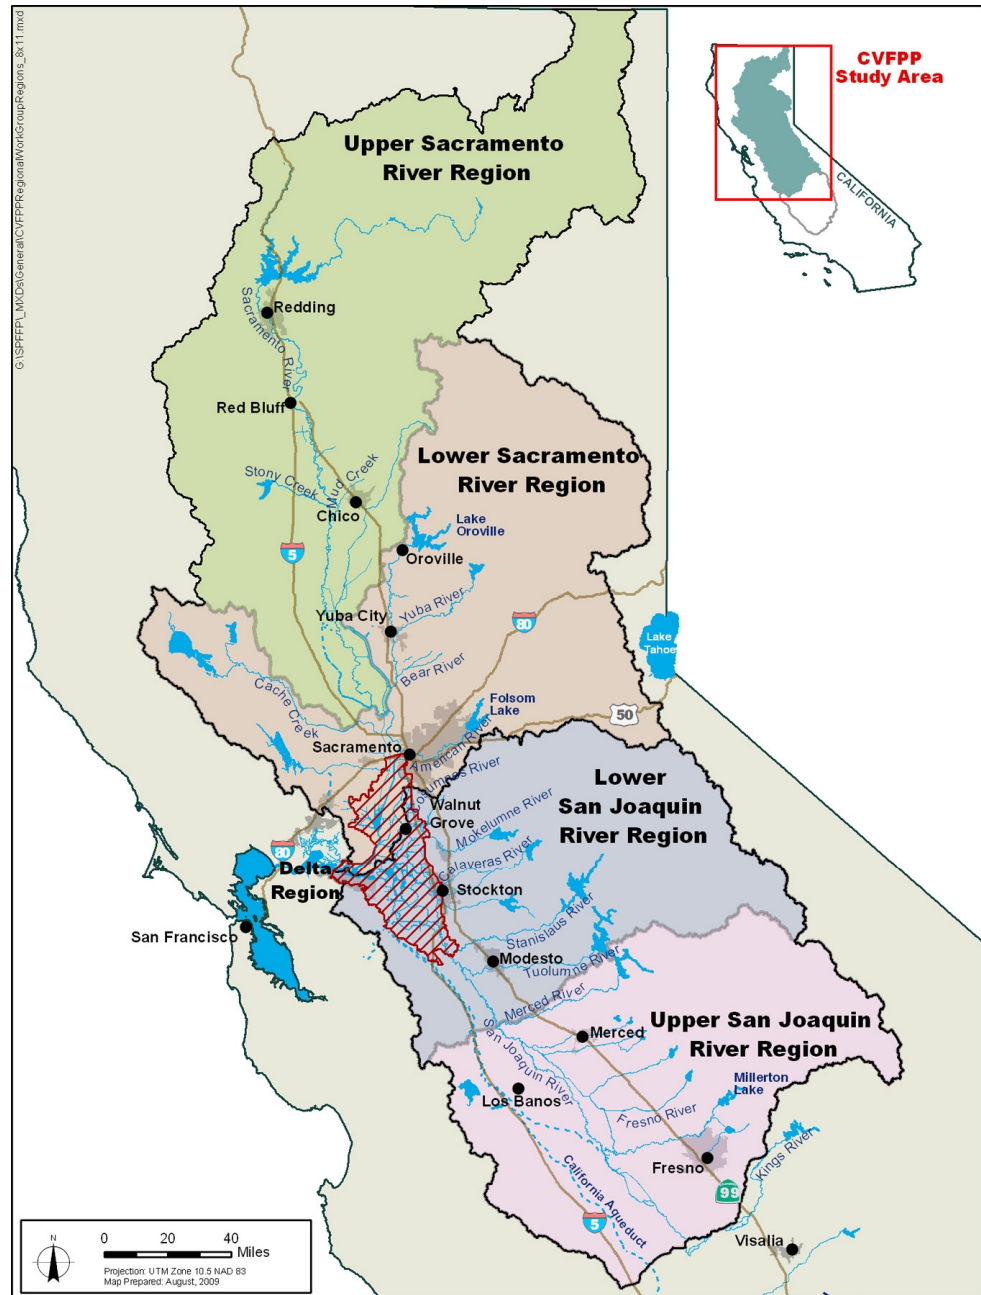 G:\SPFFP\_MXDs\General\CVFPPRegionalWorkGroupRegions_8x11.mxd
CVFPP
Study Area
CALIFORNIA
Upper Sacramento
River Region
Redding
Sacramento River
Red Bluff
Lower Sacramento
River Region
Stony Creek
Mud Creek
Chico
Lake
Oroville
Oroville
5
Yuba City
Yuba River
80
Lake
Tahoe
Bear River
Cache Creek
Folsom
Lake
50
Sacramento
American River
Cosumnes River
Lower
San Joaquin
River Region
Walnut
Grove
Mokelumne River
80
Delta
Region
Calaveras River
Stockton
San Francisco
Stanislaus River
Modesto
Tuolumne River
Merced River
Upper San Joaquin
River Region
San Joaquin River
Merced
Millerton
Lake
Los Banos
Fresno River
Fresno
Kings River
99
California Aqueduct
5
Visalia
N
0 20 40
Miles
Projection: UTM Zone 10.5 NAD 83
Map Prepared: August, 2009